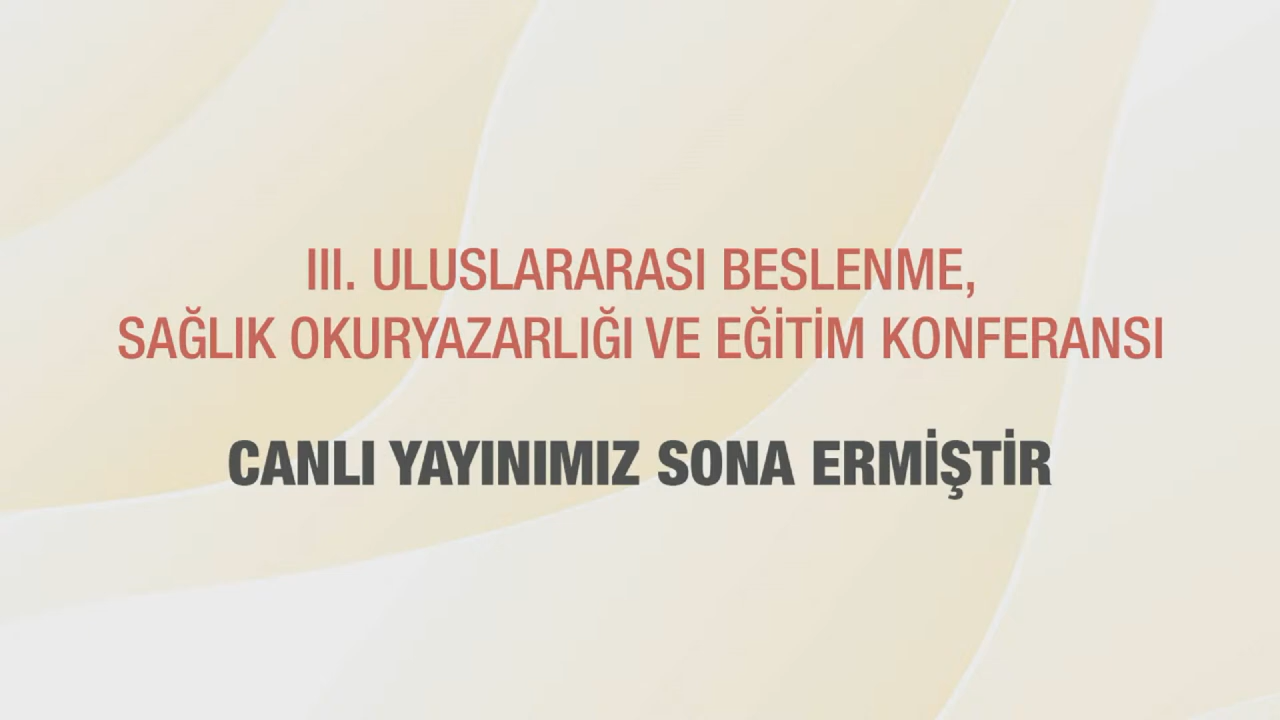 III. ULUSLARARASI BESLENME,
SAĞLIK OKURYAZARLIĞI VE EĞİTİM KONFERANSI
CANLI YAYINIMIZ SONA ERMİŞTİR